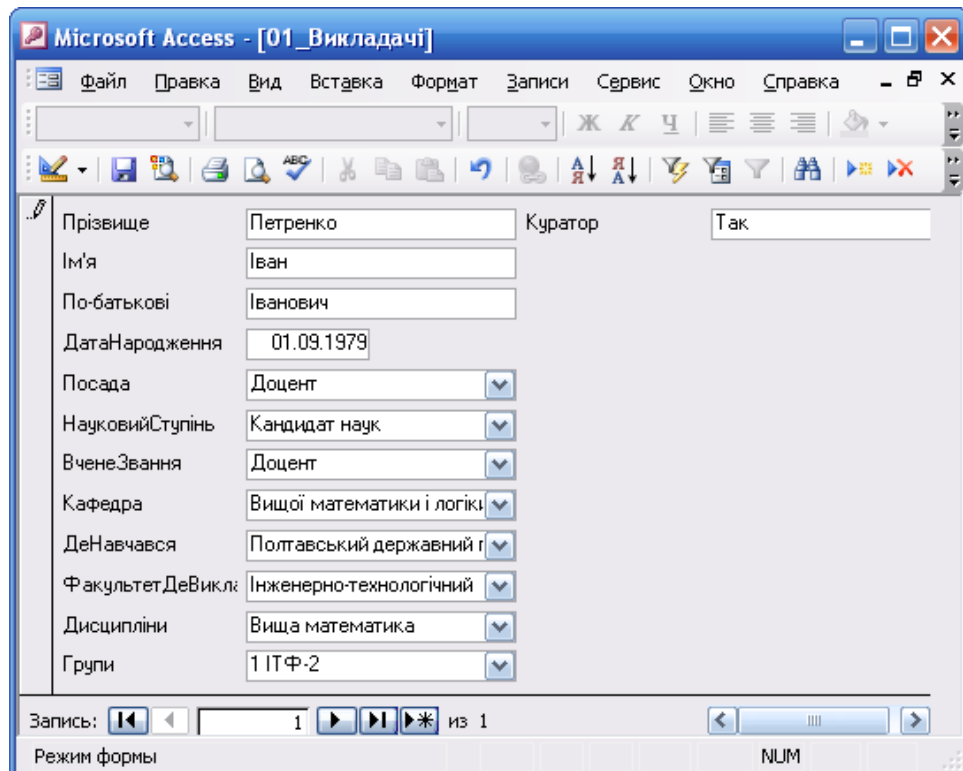 Microsoft Access - [01_Викладачі]
Файл Правка Вид Вставка Формат Записи Сервис Окно Справка
Ж К Ч
ABC А Я Я А
Прізвище Петренко Куратор Так
Ім'я Іван
По-батькові Іванович
ДатаНародження 01.09.1979
Посада Доцент
НауковийСтупінь Кандидат наук
ВченеЗвання Доцент
Кафедра Вищої математики і логіки
ДеНавчався Полтавський державний п
ФакультетДеВикла Інженерно-технологічний
Дисципліни Вища математика
Групи 1 ІТФ-2
Запись: 1 из 1
Режим формы NUM